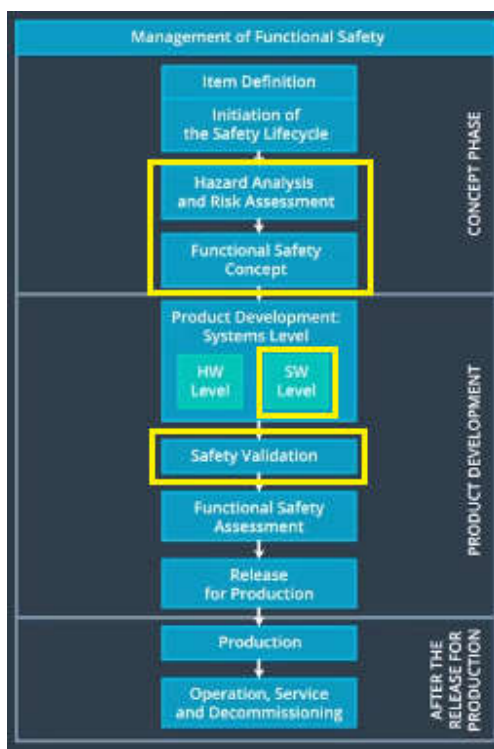 Management of Functional Safety
Item Definition
Initiation of
the Safety Lifecycle
Hazard Analysis
and Risk Assessment
Functional Safety
Concept
CONCEPT PHASE
Product Development:
Systems Level
HW
Level
SW
Level
Safety Validation
Functional Safety
Assessment
Release
for Production
PRODUCT DEVELOPMENT
Production
Operation, Service
and Decommissioning
AFTER THE
RELEASE FOR
PRODUCTION